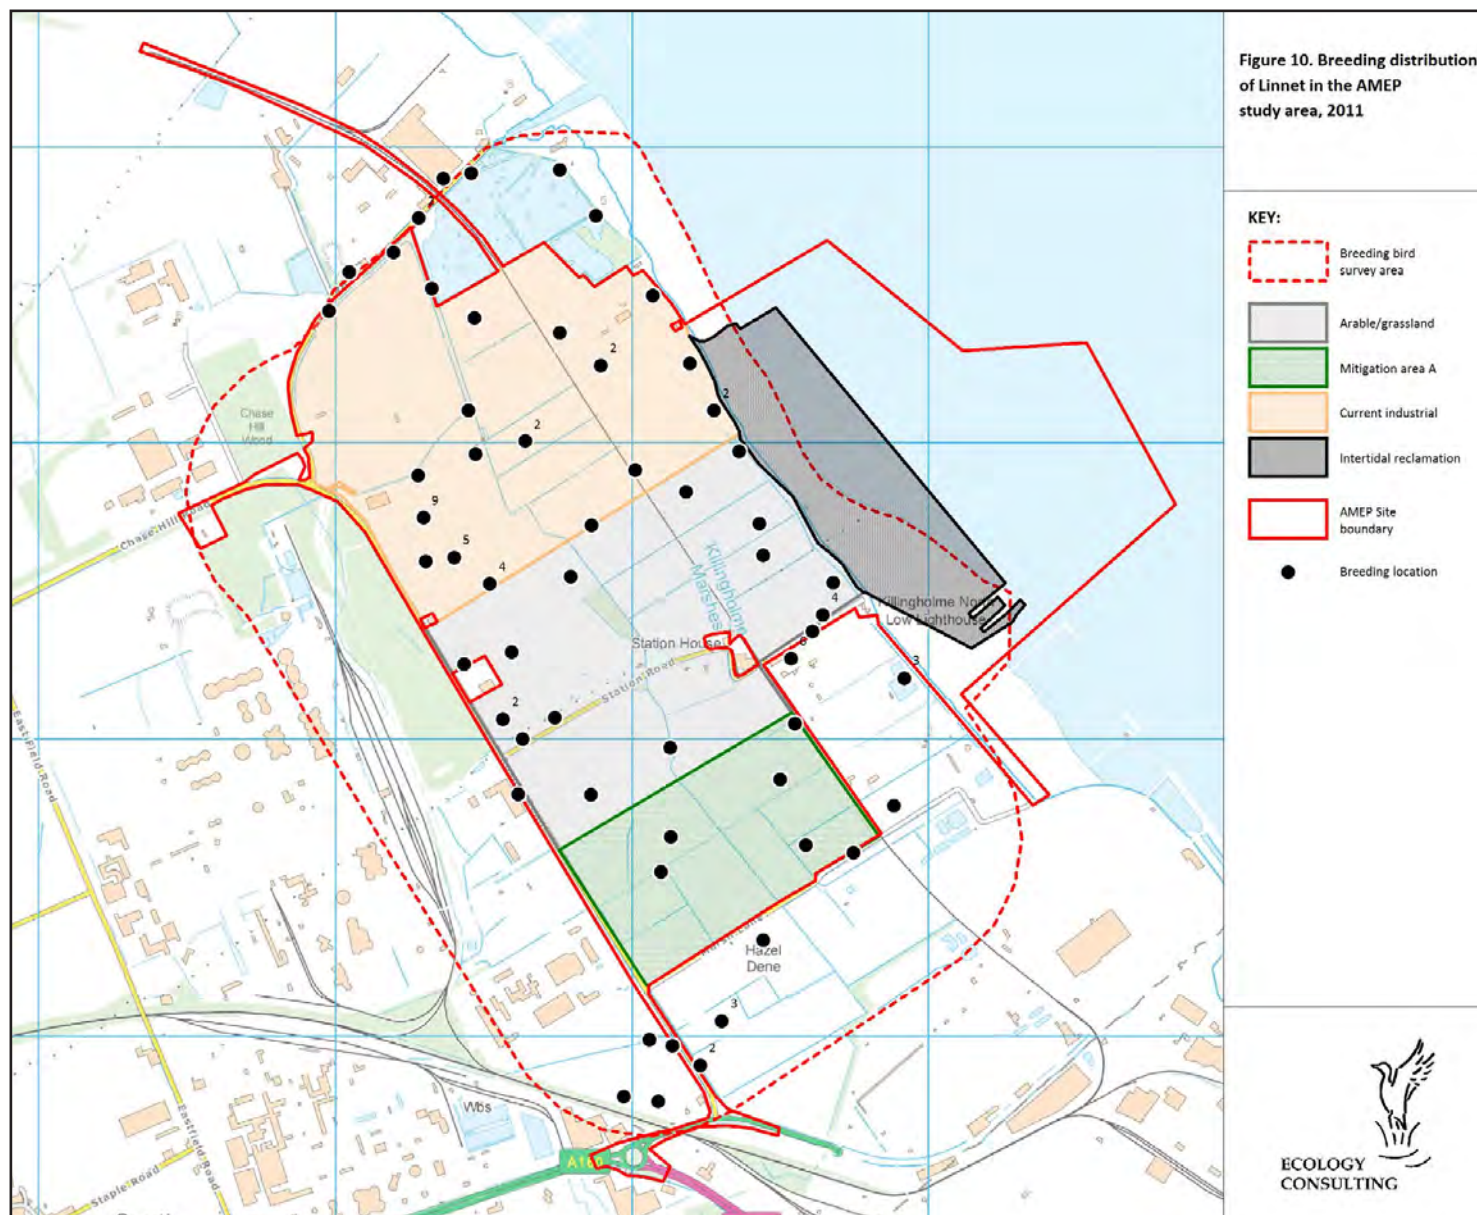 Figure 10. Breeding distribution
of Linnet in the AMEP
study area, 2011
KEY:
Breeding bird
survey area
Arable/grassland
Mitigation area A
Current industrial
Intertidal reclamation
AMEP Site
boundary
Breeding location
ECOLOGY
CONSULTING
Chase
Hill
Wood
Chase Hill Road
Killingholme
Marshes
Killingholme North
Low Lighthouse
Station House
Station Road
East Field Road
Eastfield Road
Staple Road
Hazel
Dene
Wks
2
2
2
9
5
4
4
6
3
2
3
2